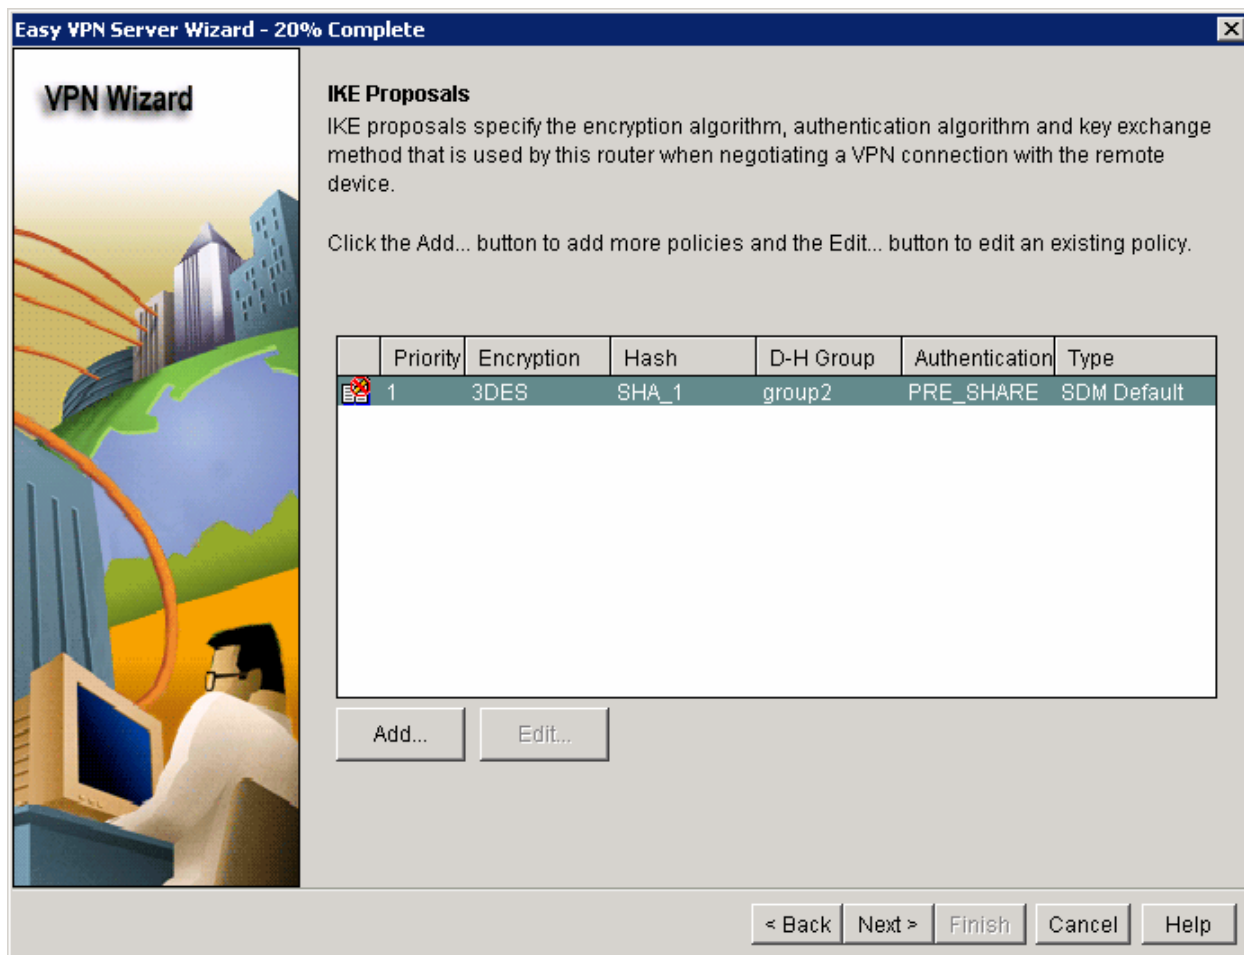 Easy VPN Server Wizard - 20% Complete
VPN Wizard
IKE Proposals
IKE proposals specify the encryption algorithm, authentication algorithm and key exchange
method that is used by this router when negotiating a VPN connection with the remote
device.
Click the Add... button to add more policies and the Edit... button to edit an existing policy.
Priority Encryption Hash D-H Group Authentication Type
1 3DES SHA_1 group2 PRE_SHARE SDM Default
Add... Edit...
< Back Next > Finish Cancel Help